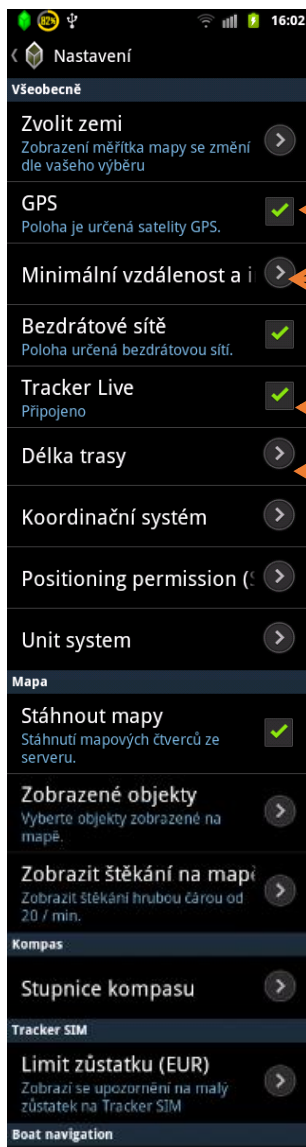 82% 16:02
Nastavení
Všeobecně
Zvolit zemi
Zobrazení měřítka mapy se změní
dle vašeho výběru
GPS
Poloha je určená satelity GPS.
Minimální vzdálenost a i
Bezdrátové sítě
Poloha určená bezdrátovou sítí.
Tracker Live
Připojeno
Délka trasy
Koordinační systém
Positioning permission (S
Unit system
Mapa
Stáhnout mapy
Stáhnutí mapových čtverců ze
serveru.
Zobrazené objekty
Vyberte objekty zobrazené na
mapě.
Zobrazit štěkání na mapě
Zobrazit štěkání hrubou čárou od
20 / min.
Kompas
Stupnice kompasu
Tracker SIM
Limit zůstatku (EUR)
Zobrazí se upozornění na malý
zůstatek na Tracker SIM
Boat navigation